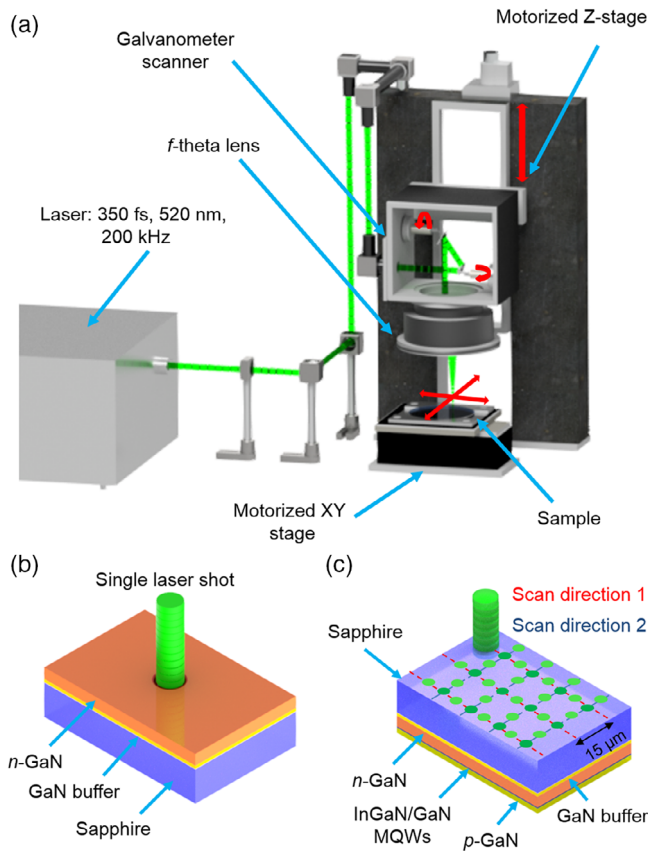 (a)
Motorized Z-stage
Galvanometer
scanner
f-theta lens
Laser: 350 fs, 520 nm,
200 kHz
Motorized XY
stage
Sample
(b)
Single laser shot
n-GaN
GaN buffer
Sapphire
(c)
Scan direction 1
Scan direction 2
Sapphire
15 µm
n-GaN
InGaN/GaN
MQWs
p-GaN
GaN buffer